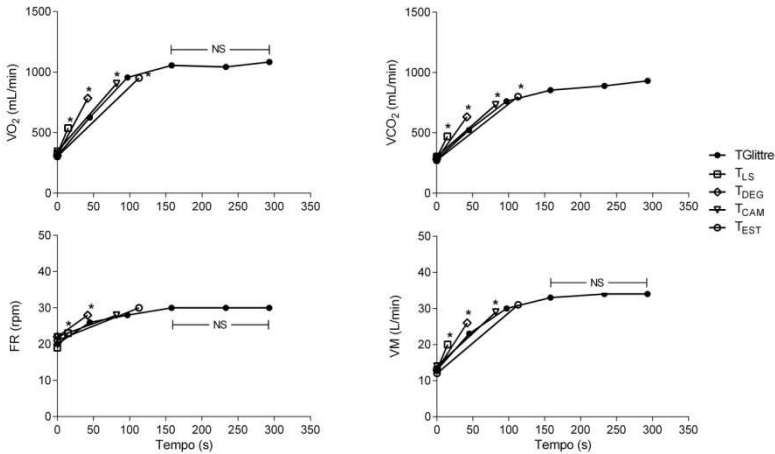 1500
1000
500
0
VO2 (mL/min)
NS
* * * *
0 50 100 150 200 250 300 350
1500
1000
500
0
VCO2 (mL/min)
* * * *
0 50 100 150 200 250 300 350
TGlittre
TLS
TDEG
TCAM
TEST
50
40
30
20
10
0
FR (rpm)
* *
NS
0 50 100 150 200 250 300 350
Tempo (s)
50
40
30
20
10
0
VM (L/min)
NS
* * *
0 50 100 150 200 250 300 350
Tempo (s)